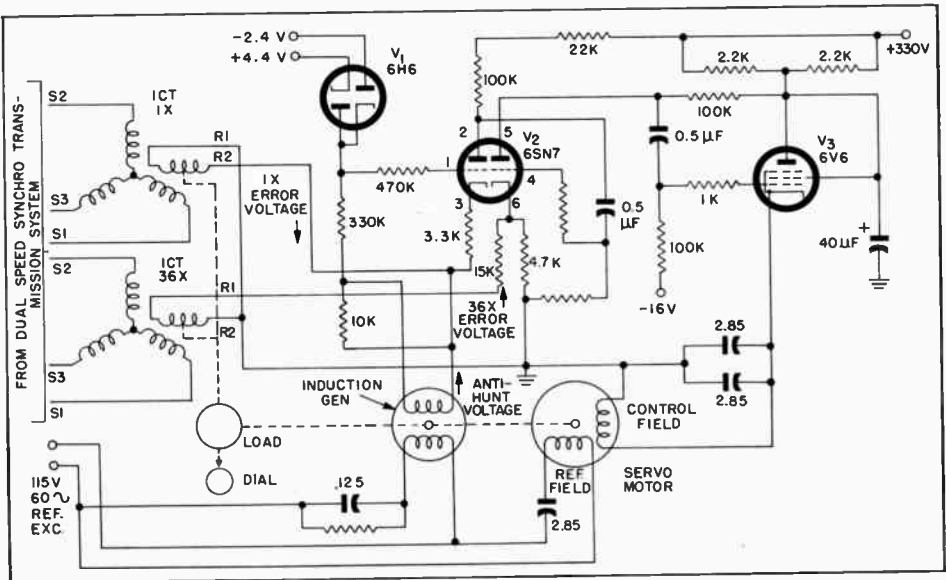 -2.4 V
+4.4 V
V1
6H6
22K
2.2K
2.2K
+330V
100K
100K
0.5 μF
V2
6SN7
V3
6V6
1
2
5
4
3
6
470K
330K
3.3K
15K
4.7K
0.5
μF
1K
100K
-16V
+
40μF
10K
FROM DUAL SPEED SYNCHRO TRANS-
MISSION SYSTEM
S2
1CT
1X
R1
R2
S3
S1
1X
ERROR
VOLTAGE
S2
1CT
36X
R1
R2
S3
S1
36X
ERROR
VOLTAGE
INDUCTION
GEN
ANTI-
HUNT
VOLTAGE
2.85
2.85
CONTROL
FIELD
REF
FIELD
SERVO
MOTOR
2.85
LOAD
DIAL
.125
115V
60~
REF.
EXC.